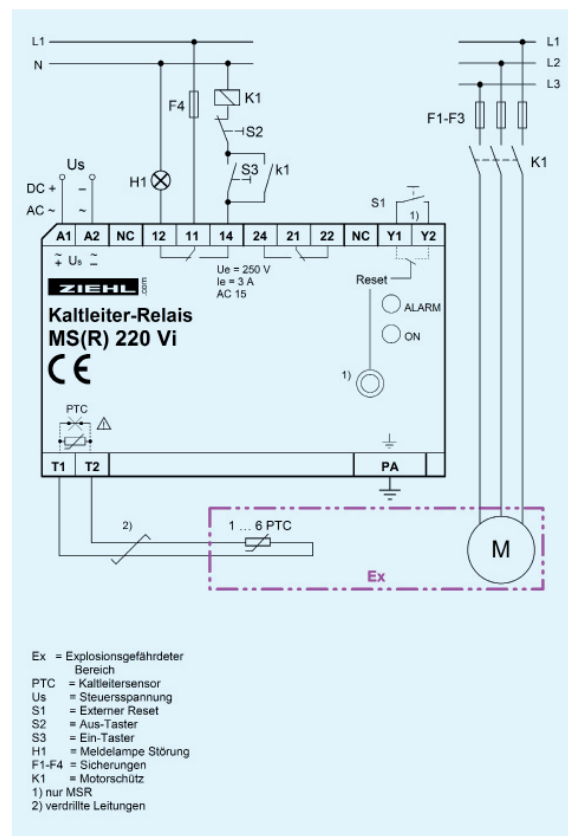 L1
N
F4
K1
S2
S3
k1
H1
Us
DC + –
AC ~ ~
L1
L2
L3
F1-F3
K1
S1
1)
A1 A2 NC 12 11 14 24 21 22 NC Y1 Y2
~ ~
+ Us –
Ue = 250 V
Ie = 3 A
AC 15
Reset
ZIEHL.com
ALARM
Kaltleiter-Relais
MS(R) 220 Vi
ON
CE
1)
PTC
T1 T2 PA
2)
1 ... 6 PTC
M
Ex
Ex = Explosionsgefährdeter
Bereich
PTC = Kaltleitersensor
Us = Steuersspannung
S1 = Externer Reset
S2 = Aus-Taster
S3 = Ein-Taster
H1 = Meldelampe Störung
F1-F4 = Sicherungen
K1 = Motorschütz
1) nur MSR
2) verdrillte Leitungen